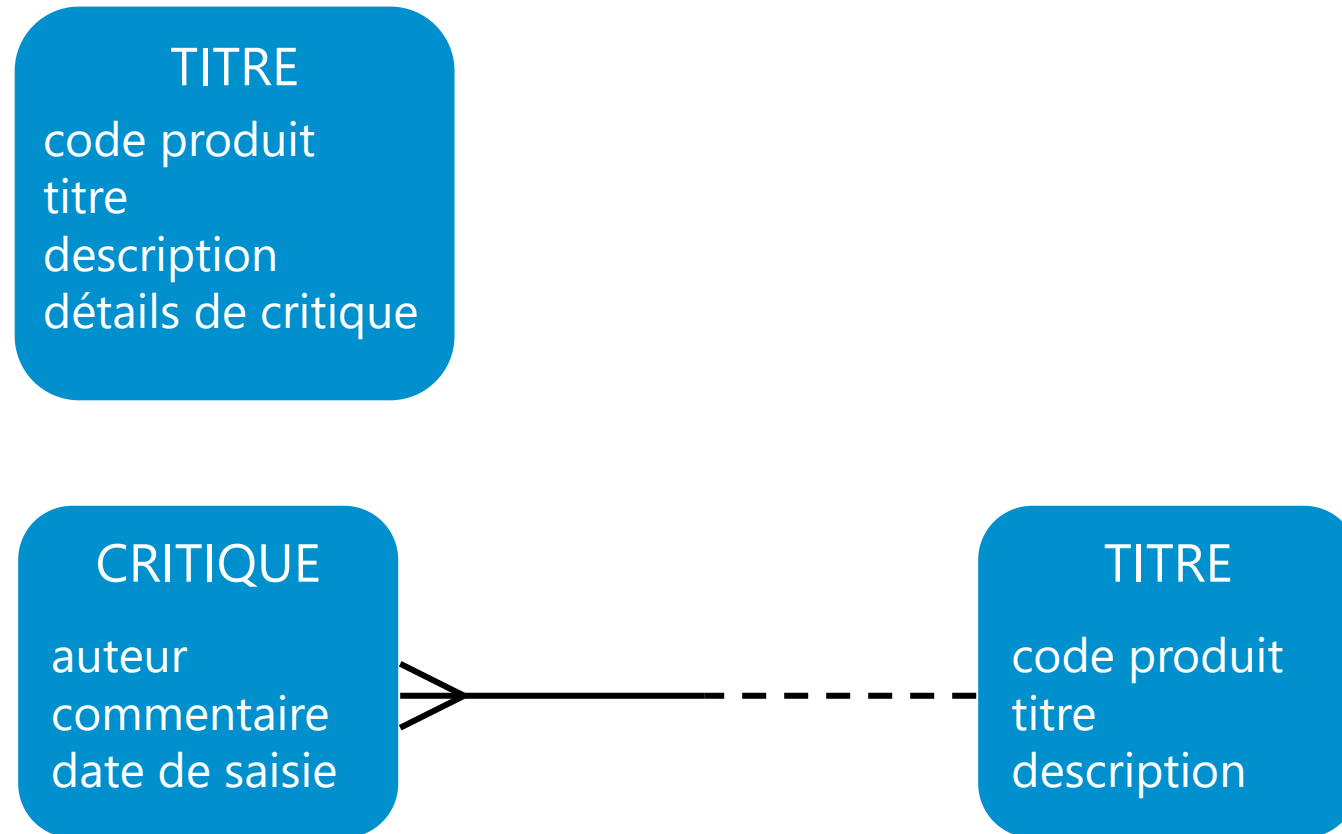 TITRE
code produit
titre
description
détails de critique
CRITIQUE
auteur
commentaire
date de saisie
TITRE
code produit
titre
description